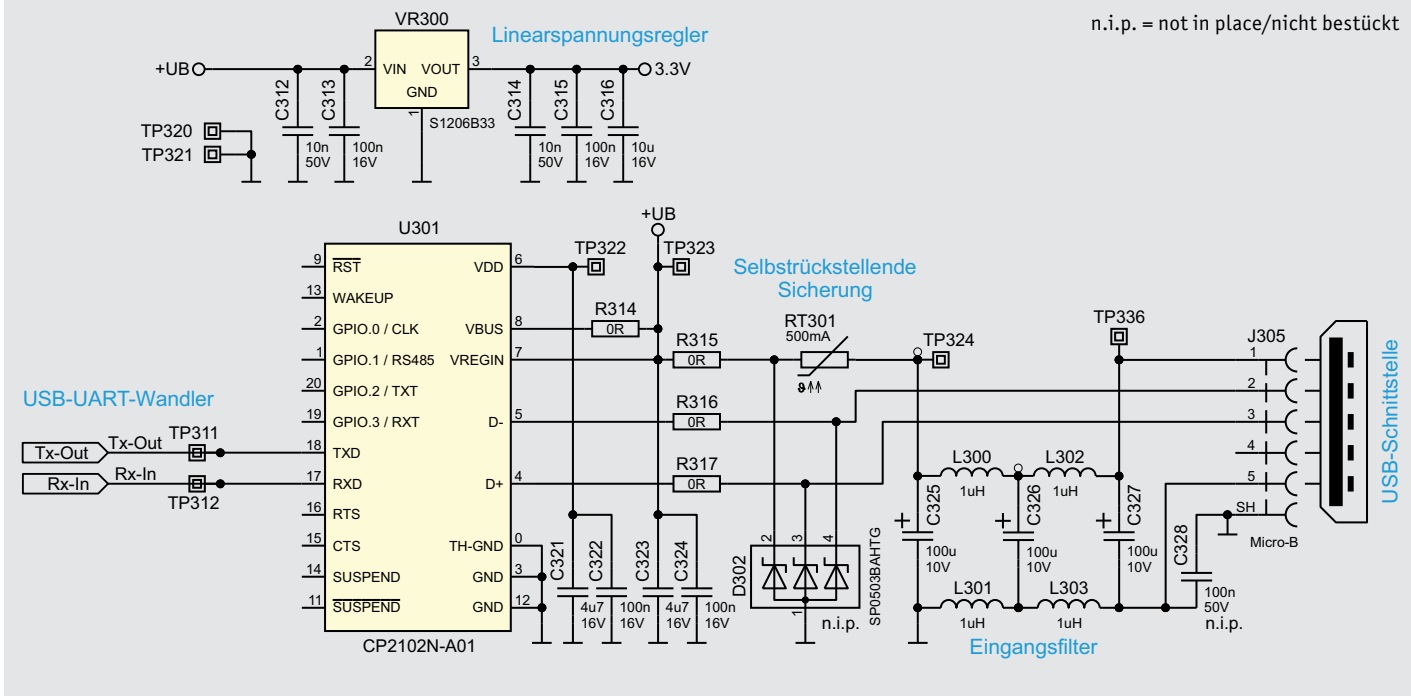 n.i.p. = not in place/nicht bestückt
VR300
Linearspannungsregler
+UB
2
VIN
VOUT
3
3.3V
GND
1
S1206B33
C312
10n
50V
C313
100n
16V
C314
10n
50V
C315
100n
16V
C316
10u
16V
TP320
TP321
+UB
U301
TP322
TP323
9
RST
VDD
6
13
WAKEUP
2
GPIO.0 / CLK
VBUS
8
1
GPIO.1 / RS485
VREGIN
7
20
GPIO.2 / TXT
19
GPIO.3 / RXT
D-
5
18
TXD
17
RXD
D+
4
16
RTS
15
CTS
TH-GND
0
14
SUSPEND
GND
3
11
SUSPEND
GND
12
CP2102N-A01
USB-UART-Wandler
Tx-Out
Tx-Out
TP311
Rx-In
Rx-In
TP312
R314
0R
R315
0R
R316
0R
R317
0R
Selbstrückstellende
Sicherung
RT301
500mA
ϑ
TP324
TP336
J305
1
2
3
4
5
SH
Micro-B
USB-Schnittstelle
C321
4u7
16V
C322
100n
16V
C323
4u7
16V
C324
100n
16V
D302
2
3
4
1
n.i.p.
SP0503BAHTG
L300
1uH
L302
1uH
C325
100u
10V
C326
100u
10V
C327
100u
10V
C328
100n
50V
n.i.p.
+
+
+
L301
1uH
L303
1uH
Eingangsfilter